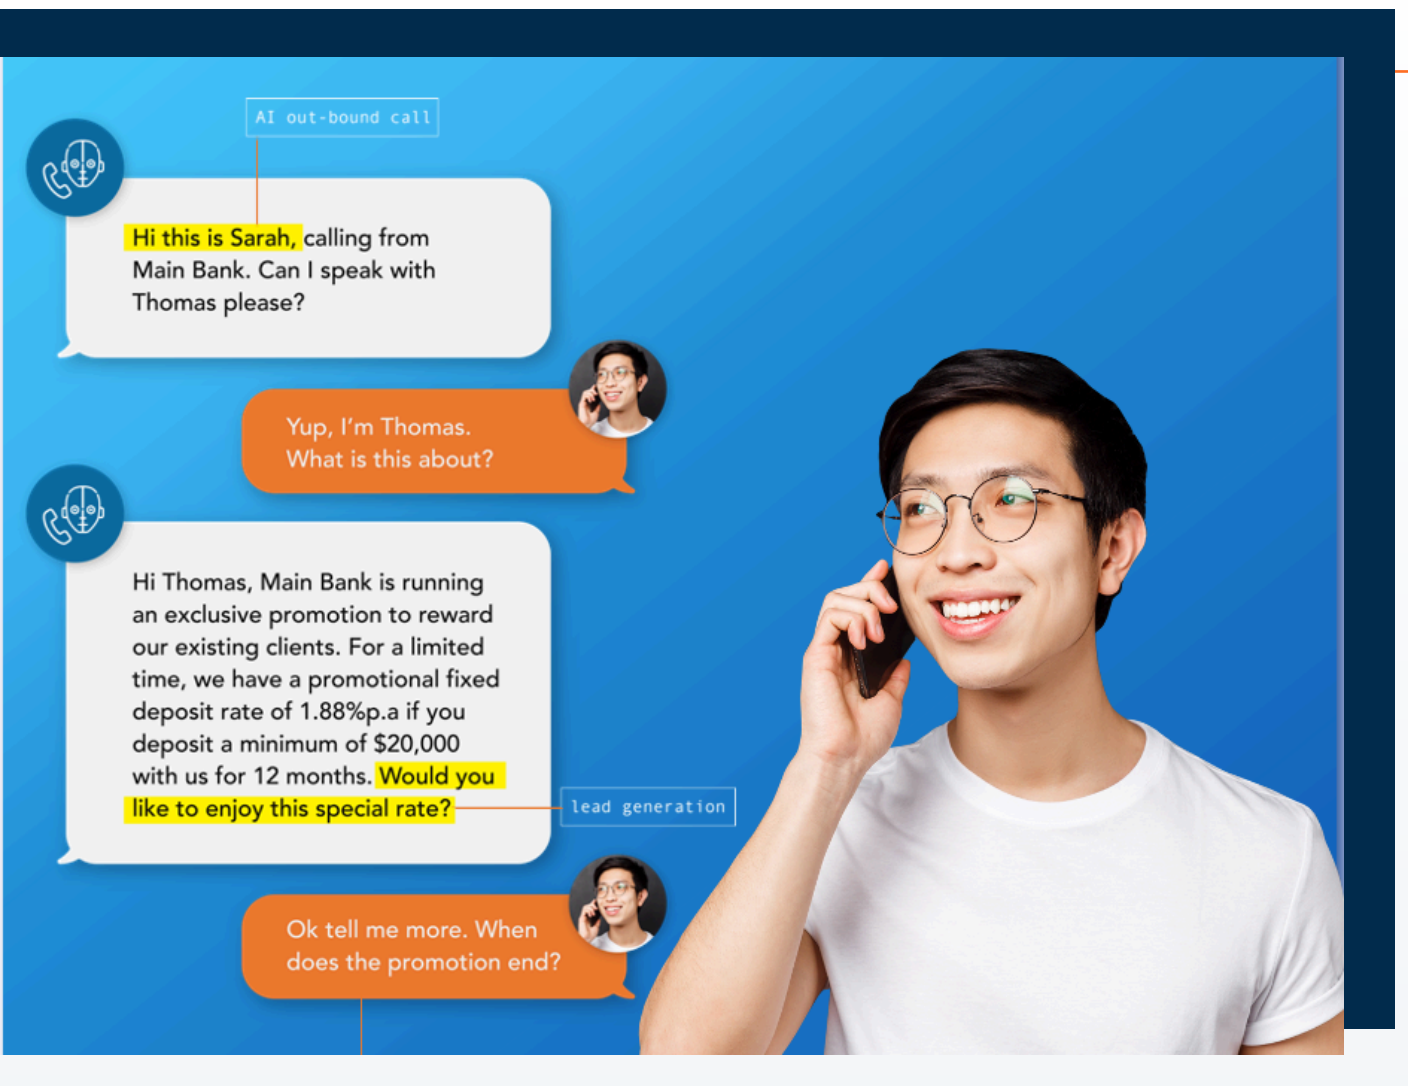 AI out-bound call
Hi this is Sarah, calling from
Main Bank. Can I speak with
Thomas please?
Yup, I’m Thomas.
What is this about?
Hi Thomas, Main Bank is running
an exclusive promotion to reward
our existing clients. For a limited
time, we have a promotional fixed
deposit rate of 1.88%p.a if you
deposit a minimum of $20,000
with us for 12 months. Would you
like to enjoy this special rate?
lead generation
Ok tell me more. When
does the promotion end?